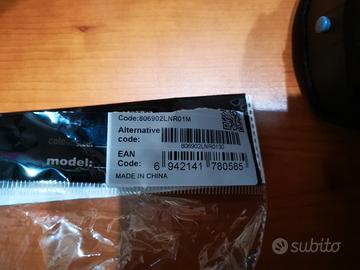 Code:806902LNR01M
Alternative
code:
806902LNR0130
EAN
Code:
6 942141 780585
MADE IN CHINA
model:
subito